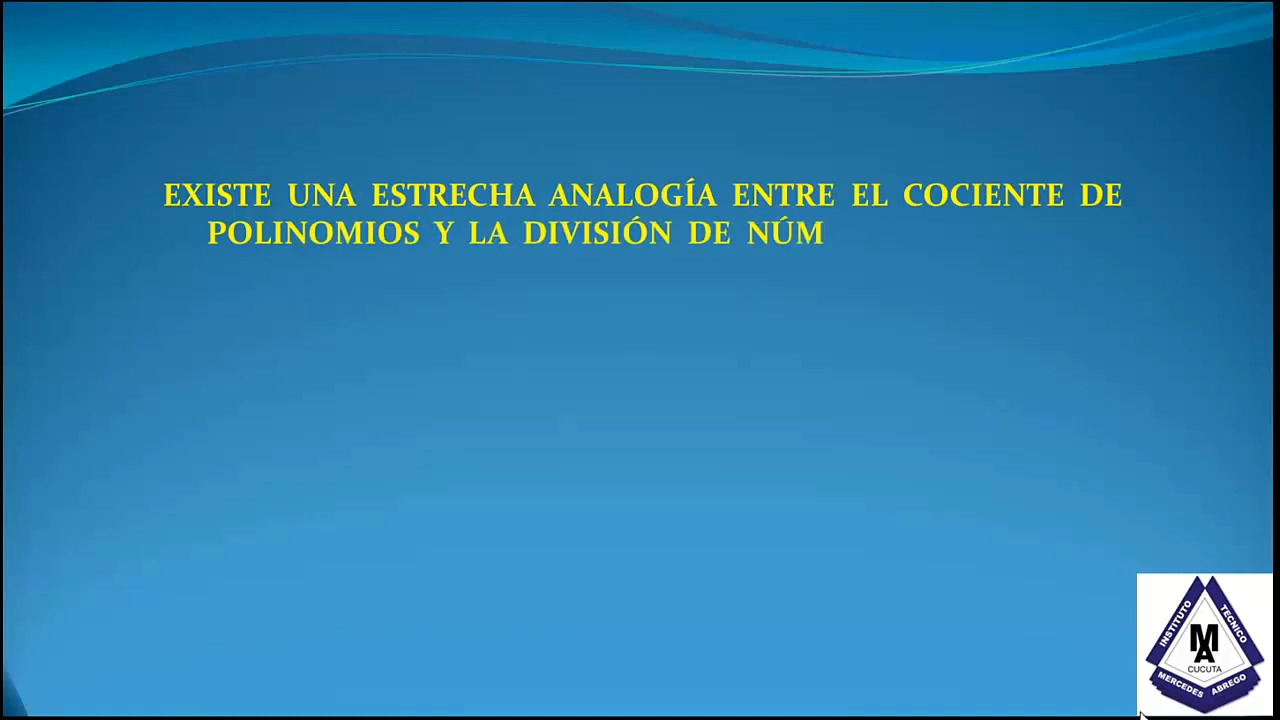 EXISTE UNA ESTRECHA ANALOGÍA ENTRE EL COCIENTE DE
POLINOMIOS Y LA DIVISIÓN DE NÚM
INSTITUTO
TECNICO
MA
CUCUTA
MERCEDES ABREGO